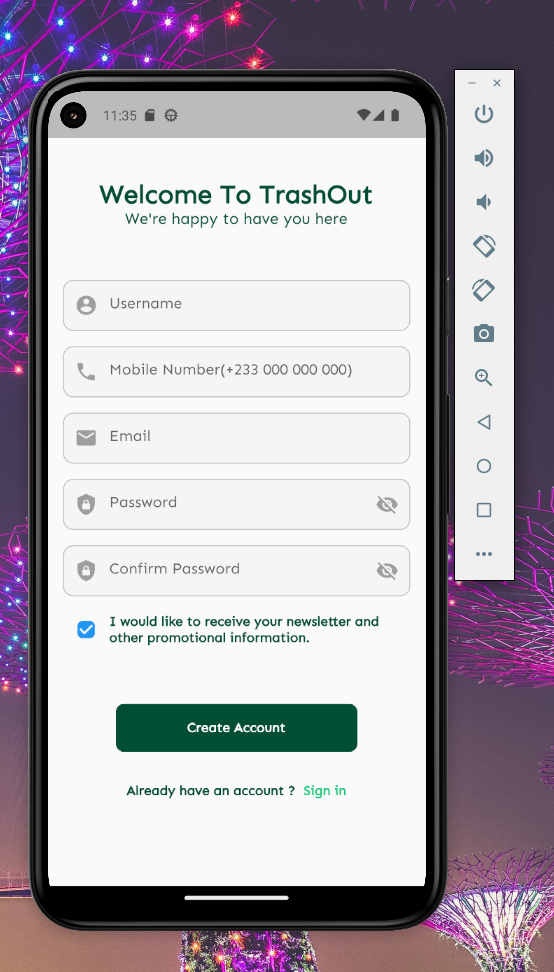 11:35
Welcome To TrashOut
We're happy to have you here
Username
Mobile Number(+233 000 000 000)
Email
Password
Confirm Password
I would like to receive your newsletter and
other promotional information.
Create Account
Already have an account ? Sign in